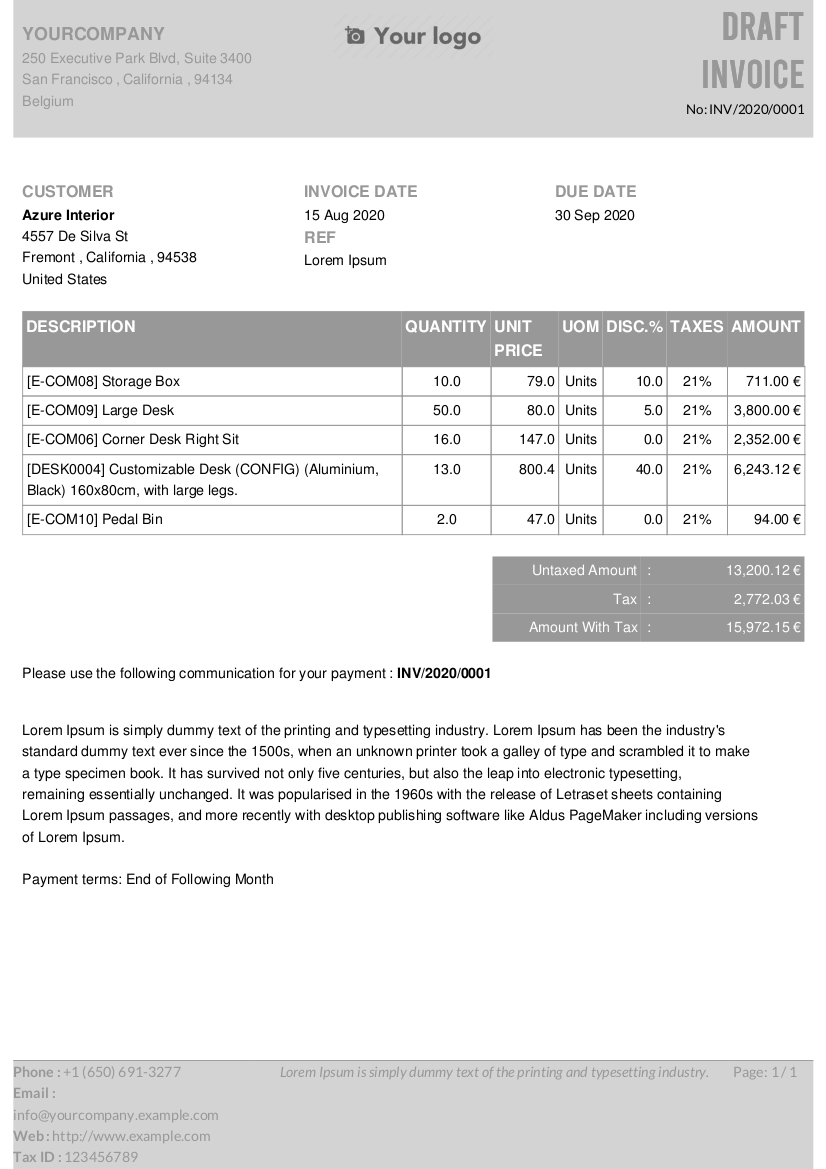 YOURCOMPANY
250 Executive Park Blvd, Suite 3400
San Francisco , California , 94134
Belgium
Your logo
DRAFT
INVOICE
No: INV/2020/0001
CUSTOMER
Azure Interior
4557 De Silva St
Fremont , California , 94538
United States
INVOICE DATE
15 Aug 2020
REF
Lorem Ipsum
DUE DATE
30 Sep 2020
DESCRIPTION QUANTITY UNIT PRICE UOM DISC.% TAXES AMOUNT
[E-COM08] Storage Box 10.0 79.0 Units 10.0 21% 711.00 €
[E-COM09] Large Desk 50.0 80.0 Units 5.0 21% 3,800.00 €
[E-COM06] Corner Desk Right Sit 16.0 147.0 Units 0.0 21% 2,352.00 €
[DESK0004] Customizable Desk (CONFIG) (Aluminium, 13.0 800.4 Units 40.0 21% 6,243.12 €
Black) 160x80cm, with large legs.
[E-COM10] Pedal Bin 2.0 47.0 Units 0.0 21% 94.00 €
Untaxed Amount : 13,200.12 €
Tax : 2,772.03 €
Amount With Tax : 15,972.15 €
Please use the following communication for your payment : INV/2020/0001
Lorem Ipsum is simply dummy text of the printing and typesetting industry. Lorem Ipsum has been the industry's
standard dummy text ever since the 1500s, when an unknown printer took a galley of type and scrambled it to make
a type specimen book. It has survived not only five centuries, but also the leap into electronic typesetting,
remaining essentially unchanged. It was popularised in the 1960s with the release of Letraset sheets containing
Lorem Ipsum passages, and more recently with desktop publishing software like Aldus PageMaker including versions
of Lorem Ipsum.
Payment terms: End of Following Month
Phone : +1 (650) 691-3277
Email :
info@yourcompany.example.com
Web : http://www.example.com
Tax ID : 123456789
Lorem Ipsum is simply dummy text of the printing and typesetting industry.
Page: 1 / 1